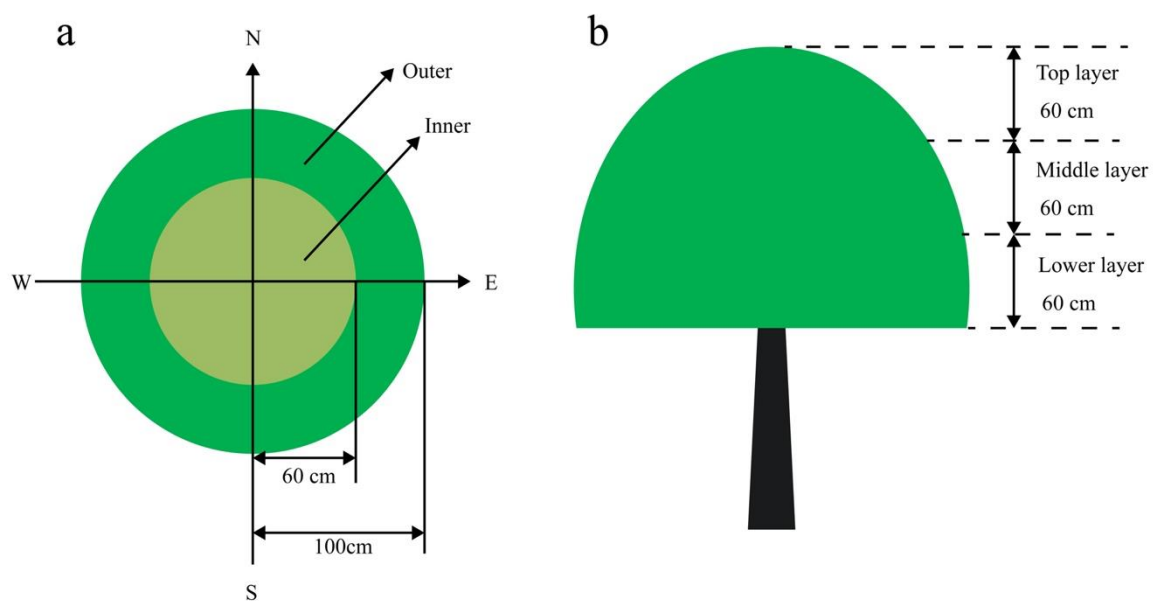 a
N
Outer
Inner
W
E
60 cm
100cm
S
b
Top layer
60 cm
Middle layer
60 cm
Lower layer
60 cm